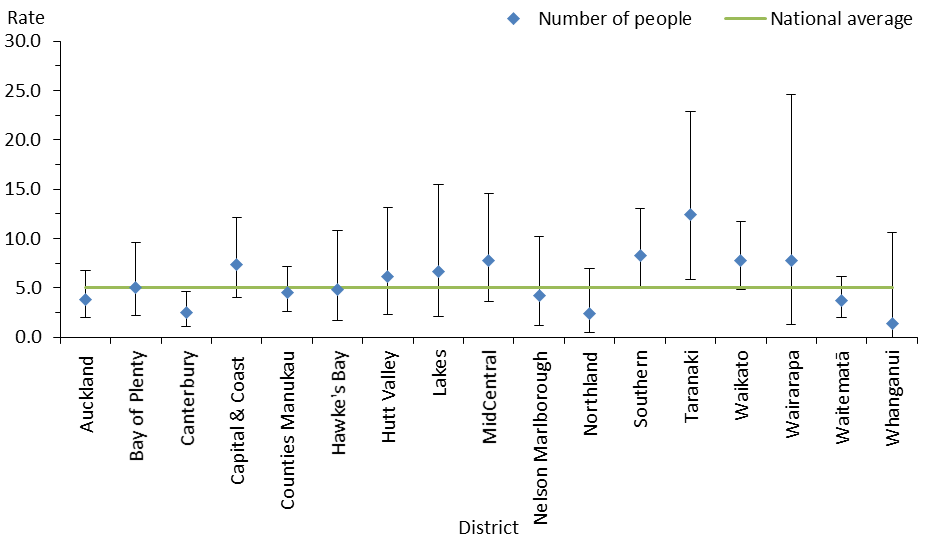 Rate
Number of people
National average
30.0
25.0
20.0
15.0
10.0
5.0
0.0
Auckland
Bay of Plenty
Canterbury
Capital & Coast
Counties Manukau
Hawke's Bay
Hutt Valley
Lakes
MidCentral
Nelson Marlborough
Northland
Southern
Taranaki
Waikato
Wairarapa
Waitematā
Whanganui
District